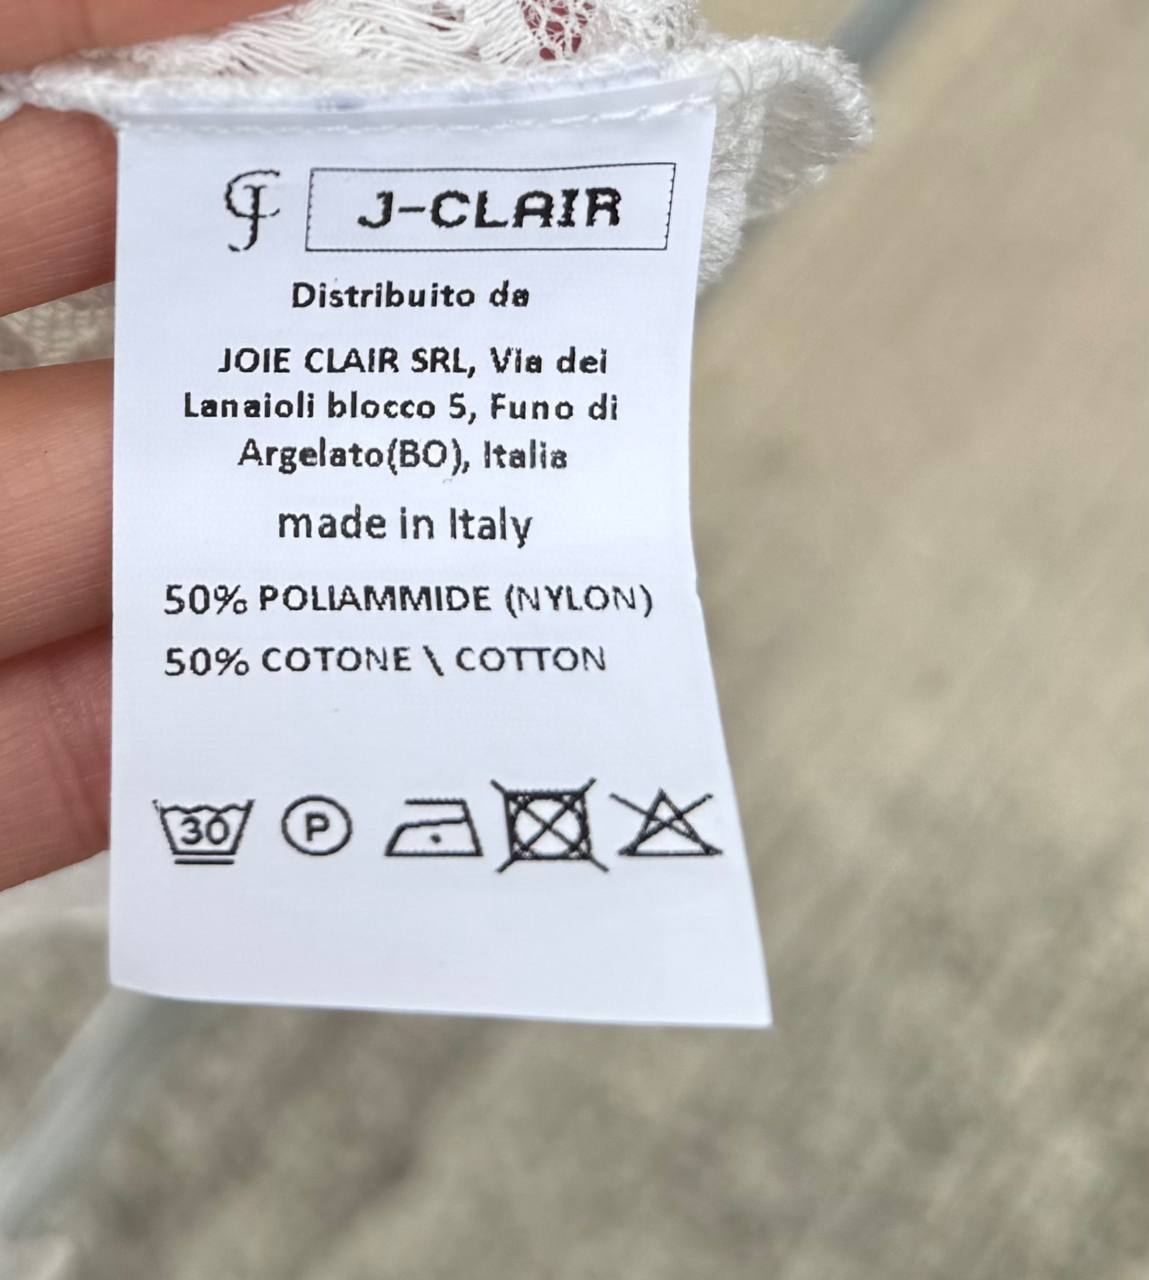 J-CLAIR
Distribuito da
JOIE CLAIR SRL, Via dei
Lanaioli blocco 5, Funo di
Argelato(BO), Italia
made in Italy
50% POLIAMMIDE (NYLON)
50% COTONE \ COTTON
30 P